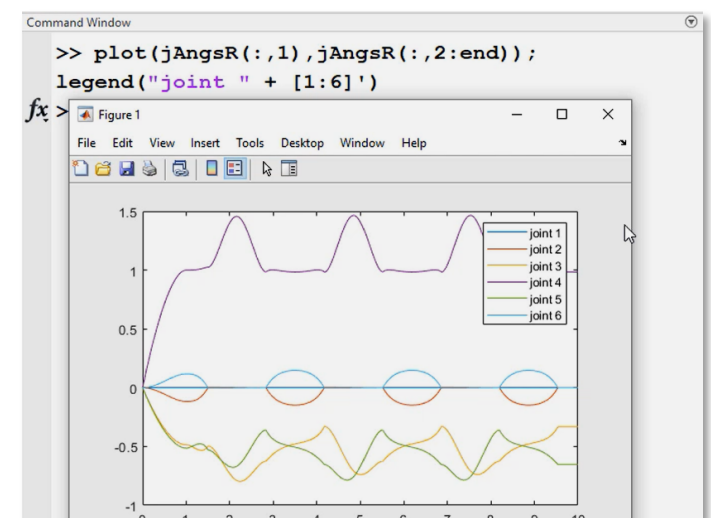 Command Window
>> plot(jAngsR(:,1),jAngsR(:,2:end));
legend("joint " + [1:6]')
fx >
Figure 1
File Edit View Insert Tools Desktop Window Help
1.5
joint 1
joint 2
joint 3
joint 4
joint 5
joint 6
1
0.5
0
-0.5
-1